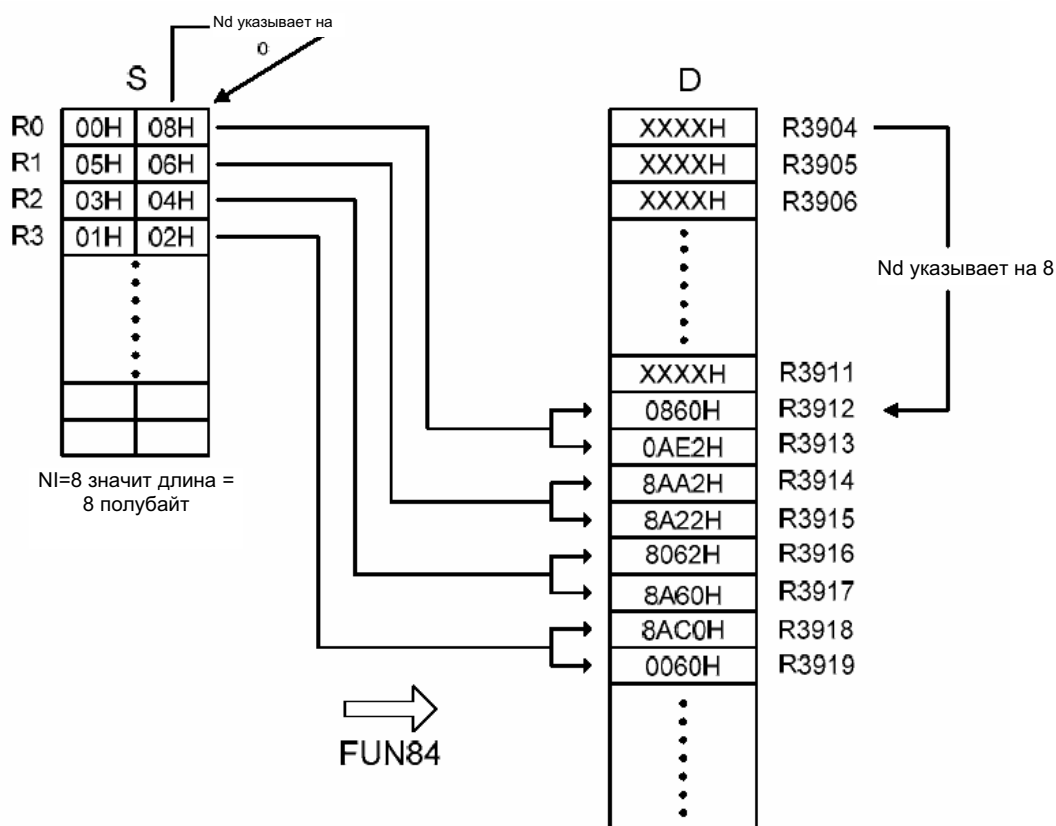 Nd указывает на
0
S
D
R0 00H 08H
R1 05H 06H
R2 03H 04H
R3 01H 02H
XXXXH R3904
XXXXH R3905
XXXXH R3906
Nd указывает на 8
XXXXH R3911
0860H R3912
0AE2H R3913
8AA2H R3914
8A22H R3915
8062H R3916
8A60H R3917
8AC0H R3918
0060H R3919
NI=8 значит длина =
8 полубайт
FUN84